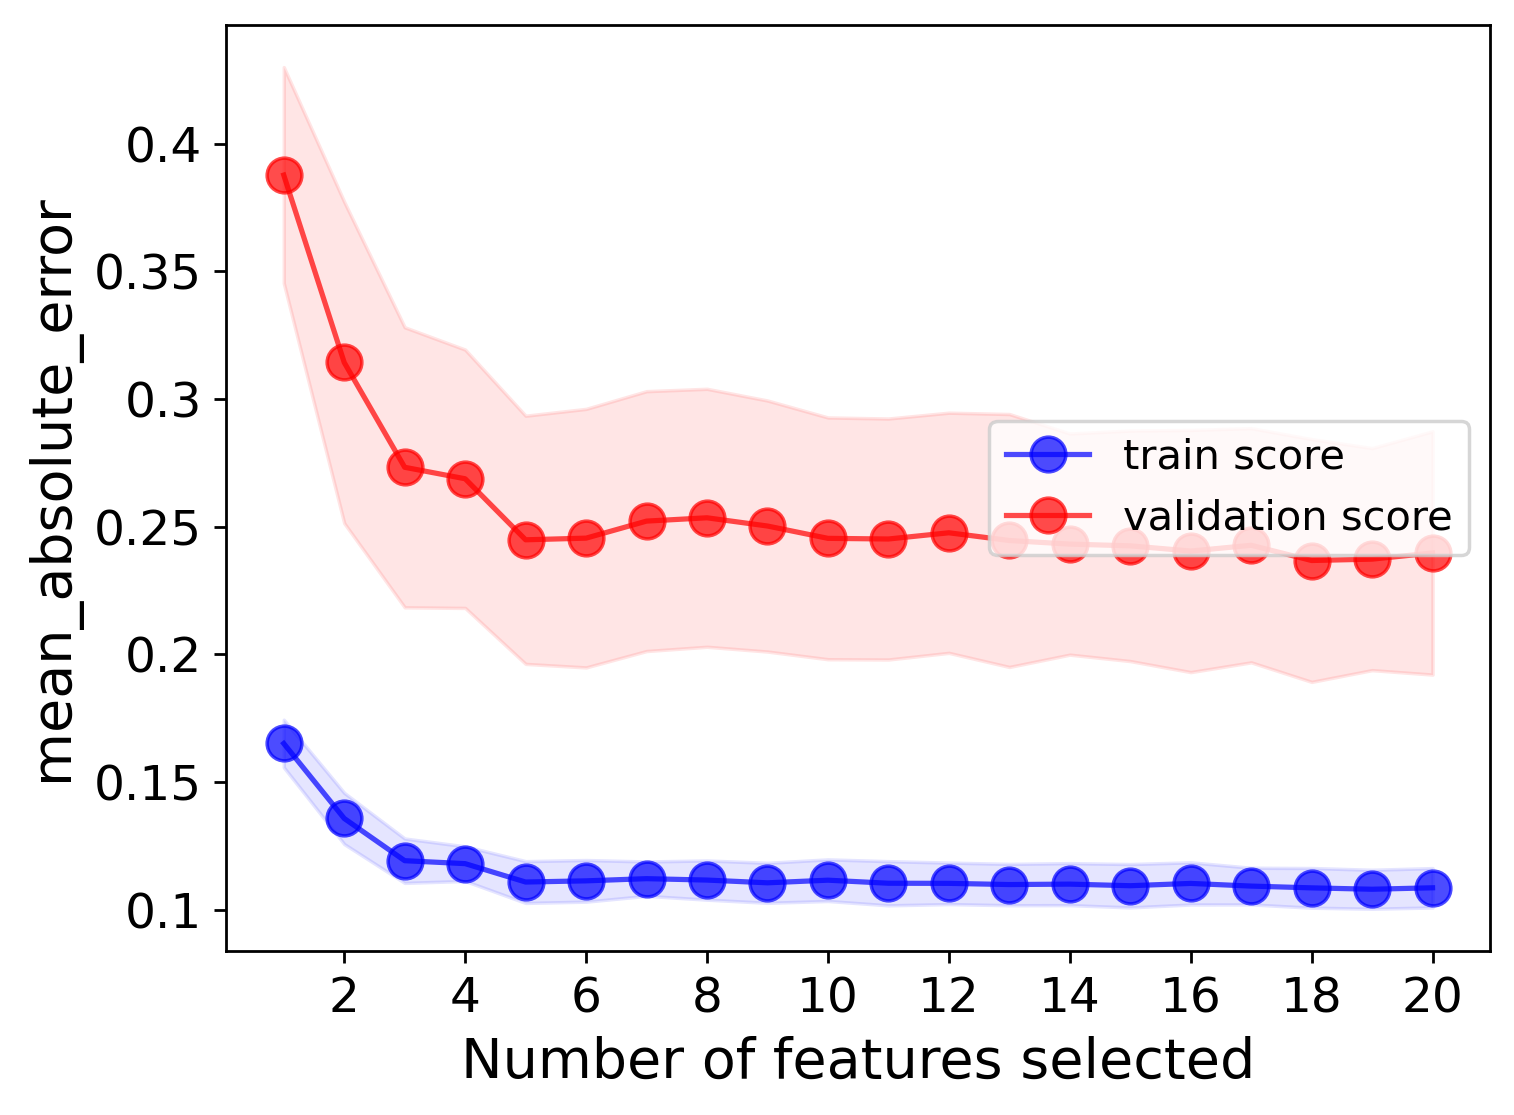 mean_absolute_error
0.4
0.35
0.3
0.25
0.2
0.15
0.1
train score
validation score
2 4 6 8 10 12 14 16 18 20
Number of features selected